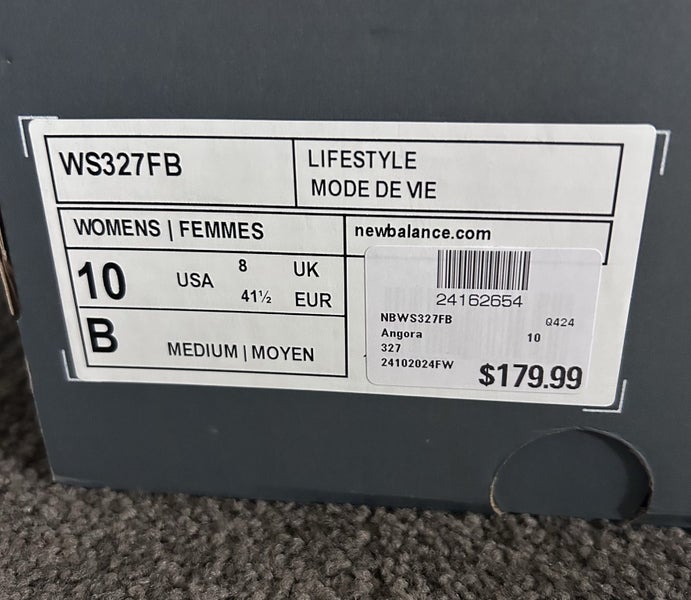 WS327FB
LIFESTYLE
MODE DE VIE
WOMENS | FEMMES
newbalance.com
10 USA 8 UK
41½ EUR
B MEDIUM | MOYEN
24162654
NBWS327FB Q424
Angora 10
327
24102024FW $179.99